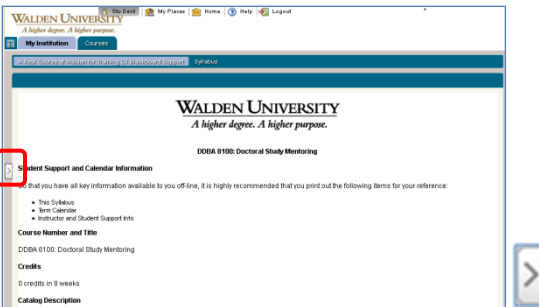 WALDEN UNIVERSITY
A higher degree. A higher purpose.
Stu Dent My Places Home Help Logout
My Institution Courses
Syllabus
WALDEN UNIVERSITY
A higher degree. A higher purpose.
DDBA 8100: Doctoral Study Mentoring
Student Support and Calendar Information
So that you have all key information available to you off-line, it is highly recommended that you print out the following items for your reference:
This Syllabus
Term Calendar
Instructor and Student Support Info
Course Number and Title
DDBA 8100: Doctoral Study Mentoring
Credits
credits in 8 weeks
Catalog Description